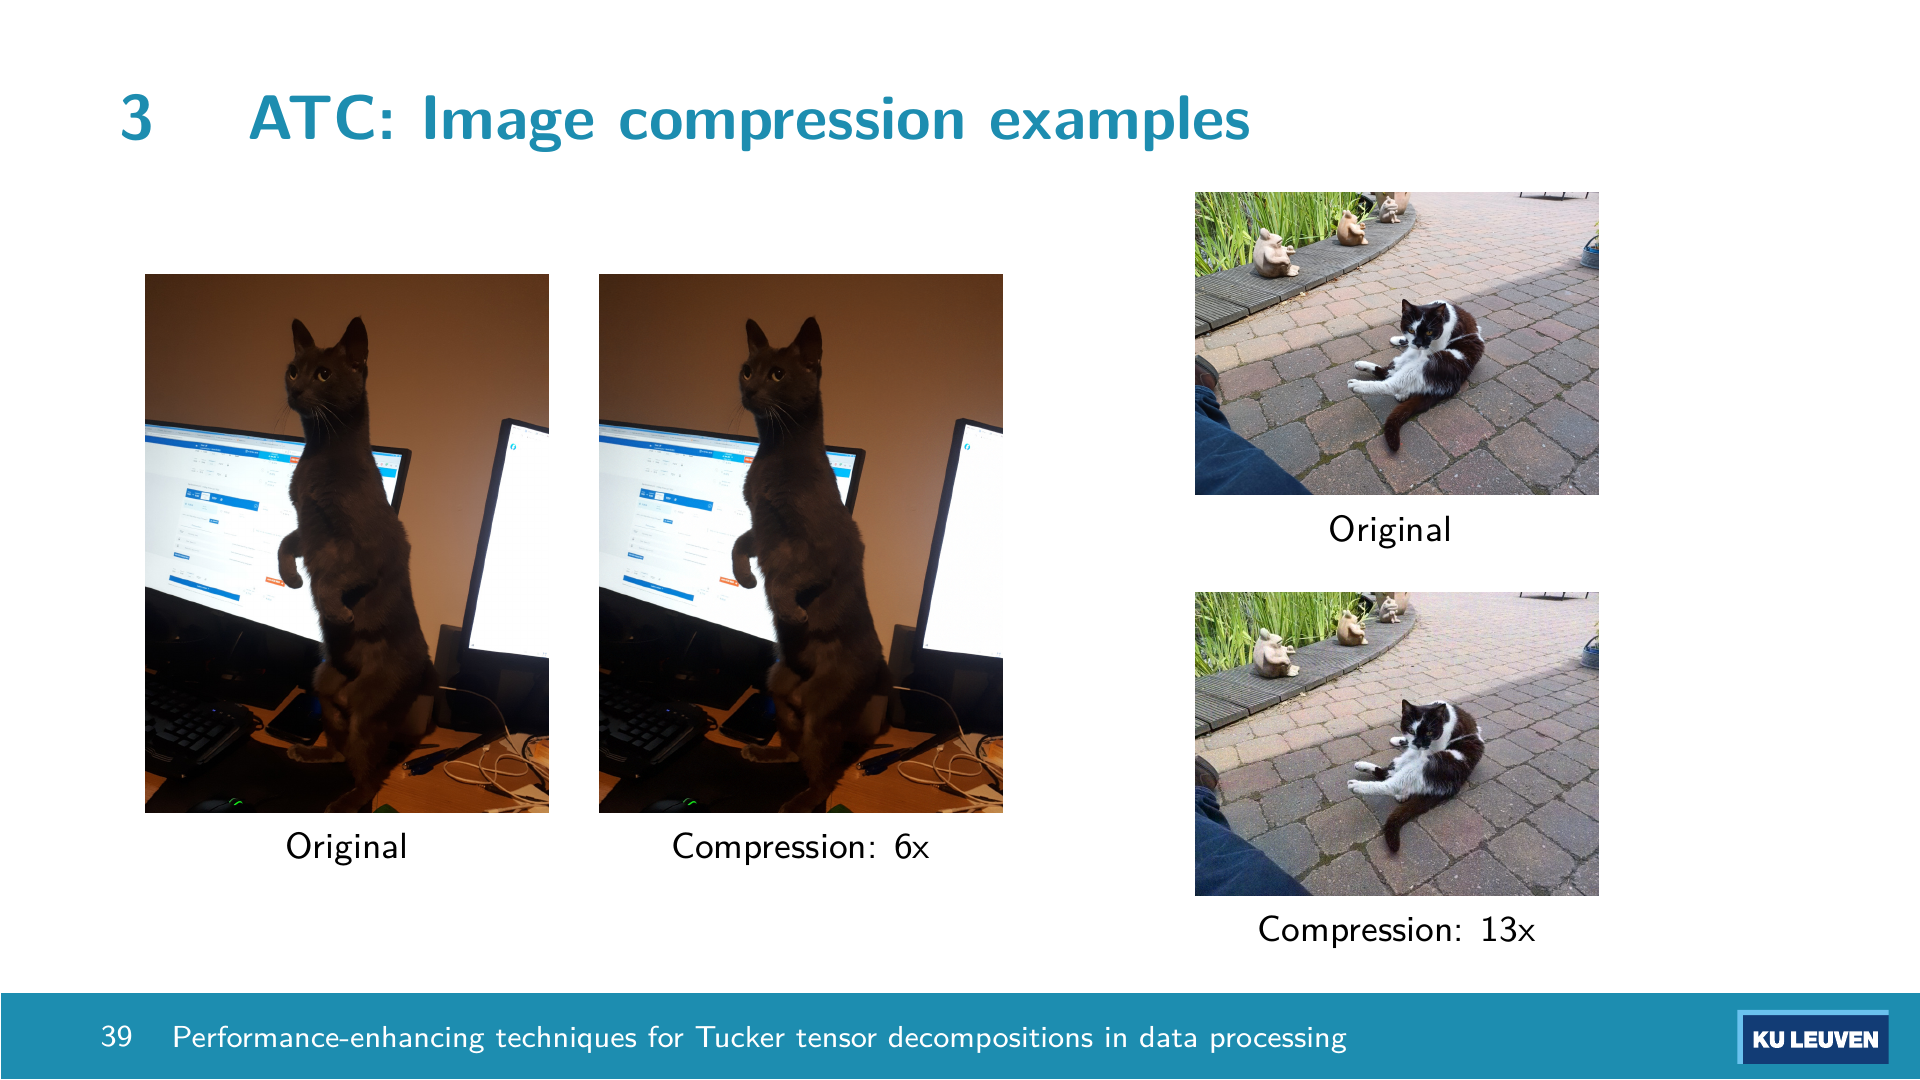 3 ATC: Image compression examples
Original
Compression: 6x
Original
Compression: 13x
39 Performance-enhancing techniques for Tucker tensor decompositions in data processing
KU LEUVEN